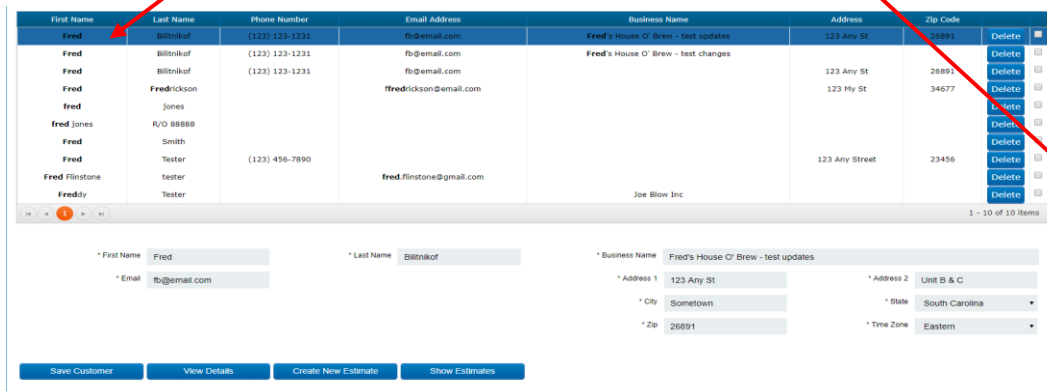 First Name Last Name Phone Number Email Address Business Name Address Zip Code
Fred Bilitnikof (123) 123-1231 fb@email.com Fred's House O' Brew - test updates 123 Any St 26891 Delete
Fred Bilitnikof (123) 123-1231 fb@email.com Fred's House O' Brew - test changes Delete
Fred Bilitnikof (123) 123-1231 fb@email.com 123 Any St 26891 Delete
Fred Fredrickson ffredrickson@email.com 123 My St 34677 Delete
fred jones Delete
fred jones R/O 88888 Delete
Fred Smith Delete
Fred Tester (123) 456-7890 123 Any Street 23456 Delete
Fred Flinstone tester fred.flinstone@gmail.com Delete
Freddy Tester Joe Blow Inc Delete
1 1 - 10 of 10 items
* First Name Fred * Last Name Bilitnikof * Business Name Fred's House O' Brew - test updates
* Email fb@email.com * Address 1 123 Any St * Address 2 Unit B & C
* City Sometown * State South Carolina
* Zip 26891 * Time Zone Eastern
Save Customer View Details Create New Estimate Show Estimates